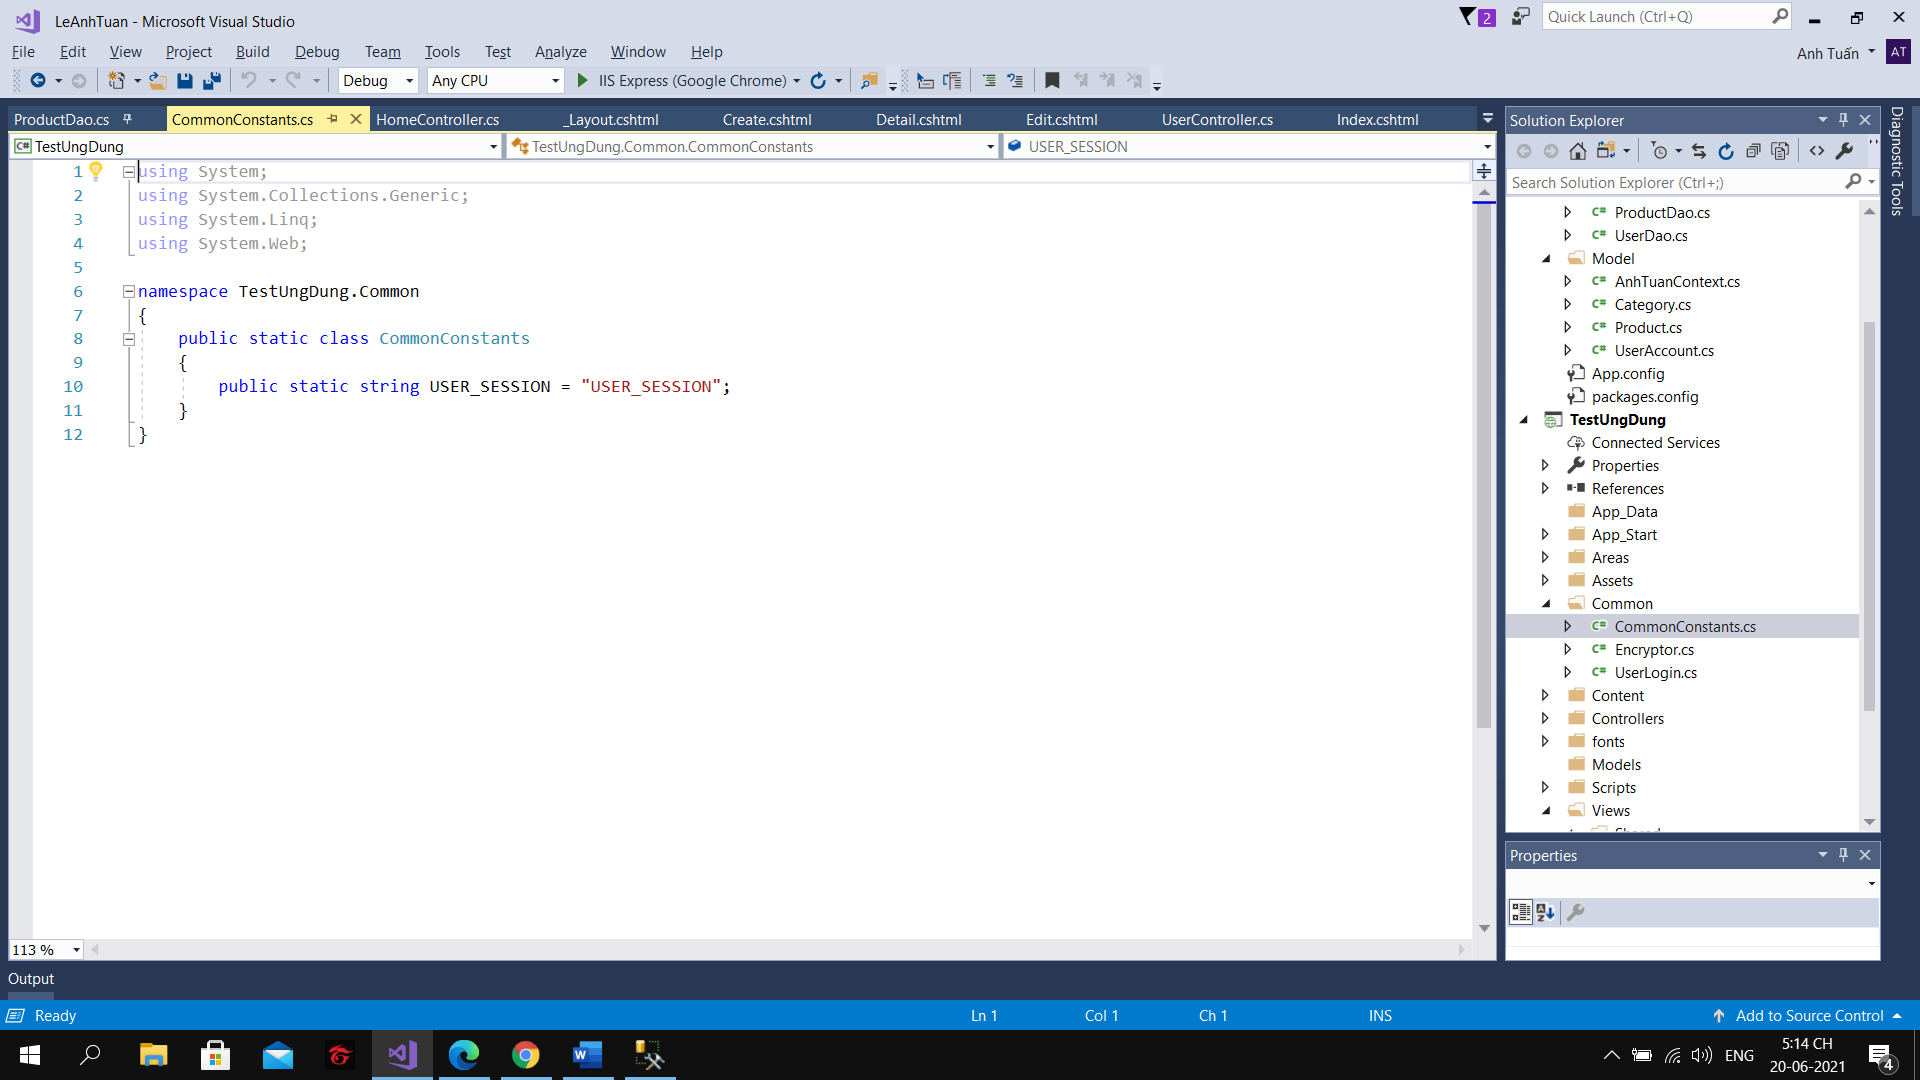 LeAnhTuan - Microsoft Visual Studio
2
Quick Launch (Ctrl+Q)
File Edit View Project Build Debug Team Tools Test Analyze Window Help
Anh Tuấn
AT
Debug
Any CPU
IIS Express (Google Chrome)
ProductDao.cs
CommonConstants.cs
HomeController.cs
_Layout.cshtml
Create.cshtml
Detail.cshtml
Edit.cshtml
UserController.cs
Index.cshtml
TestUngDung
TestUngDung.Common.CommonConstants
USER_SESSION
1 using System;
2 using System.Collections.Generic;
3 using System.Linq;
4 using System.Web;
5
6 namespace TestUngDung.Common
7 {
8 public static class CommonConstants
9 {
10 public static string USER_SESSION = "USER_SESSION";
11 }
12 }
113 %
Solution Explorer
Search Solution Explorer (Ctrl+;)
C# ProductDao.cs
C# UserDao.cs
Model
C# AnhTuanContext.cs
C# Category.cs
C# Product.cs
C# UserAccount.cs
App.config
packages.config
TestUngDung
Connected Services
Properties
References
App_Data
App_Start
Areas
Assets
Common
C# CommonConstants.cs
C# Encryptor.cs
C# UserLogin.cs
Content
Controllers
fonts
Models
Scripts
Views
Properties
Diagnostic Tools
Output
Ready
Ln 1
Col 1
Ch 1
INS
Add to Source Control
ENG
5:14 CH
20-06-2021
4